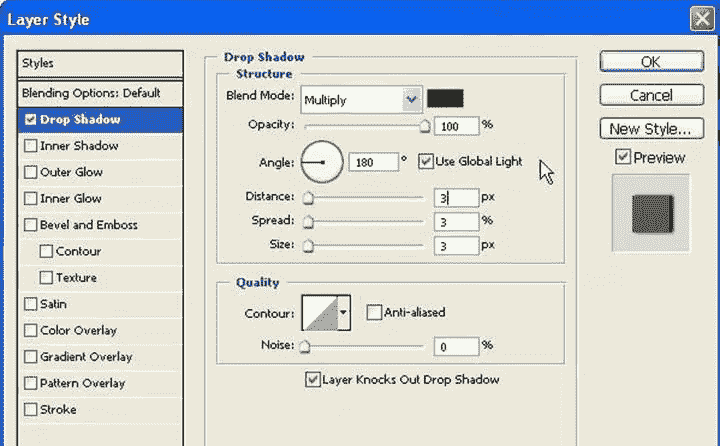 Layer Style
Styles
Blending Options: Default
Drop Shadow
Inner Shadow
Outer Glow
Inner Glow
Bevel and Emboss
Contour
Texture
Satin
Color Overlay
Gradient Overlay
Pattern Overlay
Stroke
Drop Shadow
Structure
Blend Mode: Multiply
Opacity: 100 %
Angle: 180 ° Use Global Light
Distance: 3 px
Spread: 3 %
Size: 3 px
Quality
Contour: Anti-aliased
Noise: 0 %
Layer Knocks Out Drop Shadow
OK
Cancel
New Style...
Preview